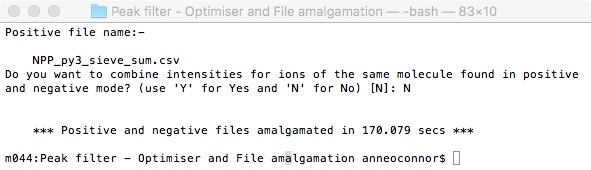 Peak filter — Optimiser and File amalgamation — -bash — 83×10
Positive file name:-
NPP_py3_sieve_sum.csv
Do you want to combine intensities for ions of the same molecule found in positive
and negative mode? (use 'Y' for Yes and 'N' for No) [N]: N
*** Positive and negative files amalgamated in 170.079 secs ***
m044:Peak filter - Optimiser and File amalgamation anneoconnor$